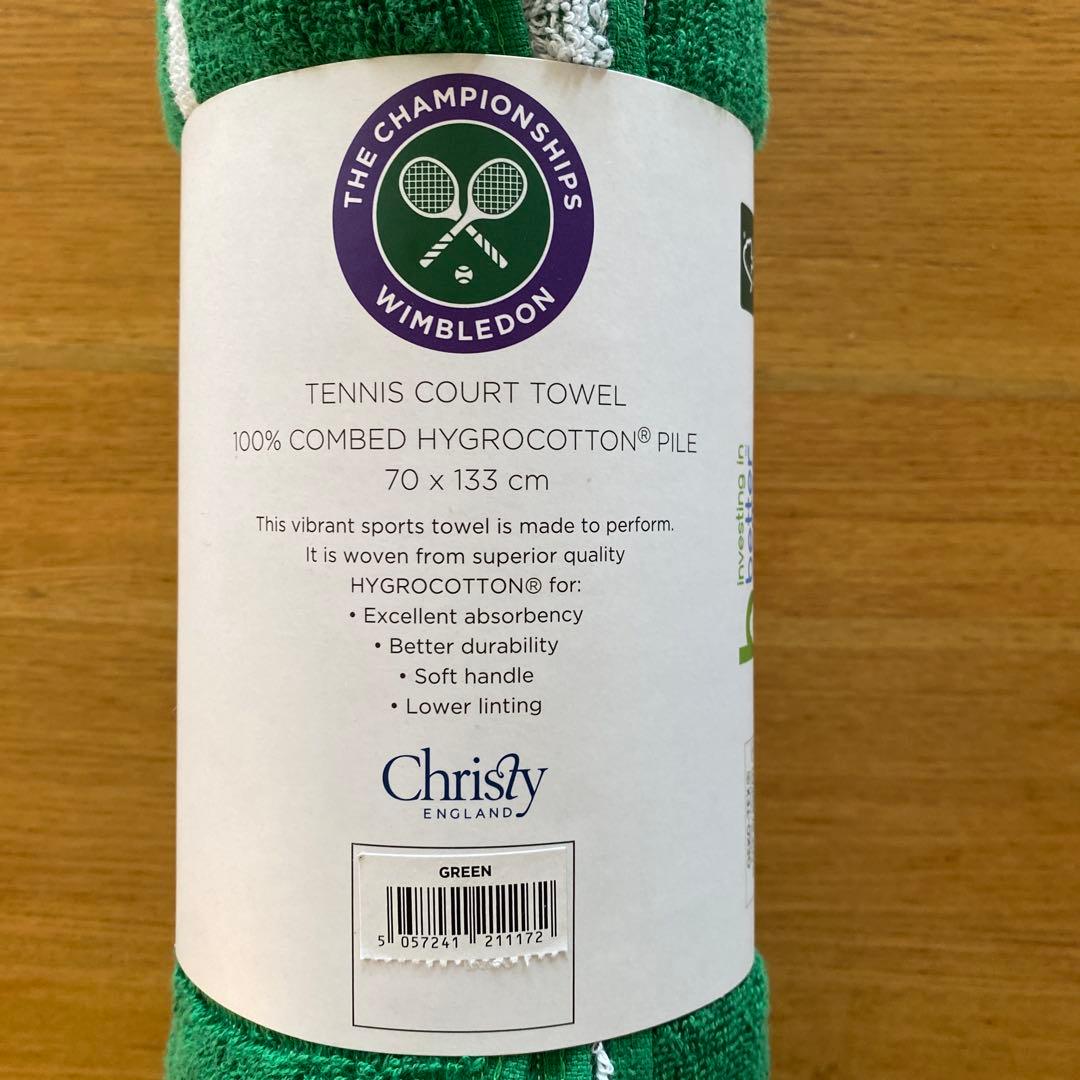 THE CHAMPIONSHIPS
WIMBLEDON
TENNIS COURT TOWEL
100% COMBED HYGROCOTTON® PILE
70 x 133 cm
This vibrant sports towel is made to perform.
It is woven from superior quality
HYGROCOTTON® for:
• Excellent absorbency
• Better durability
• Soft handle
• Lower linting
Christy
ENGLAND
GREEN
5 057241 211172
investing in
better